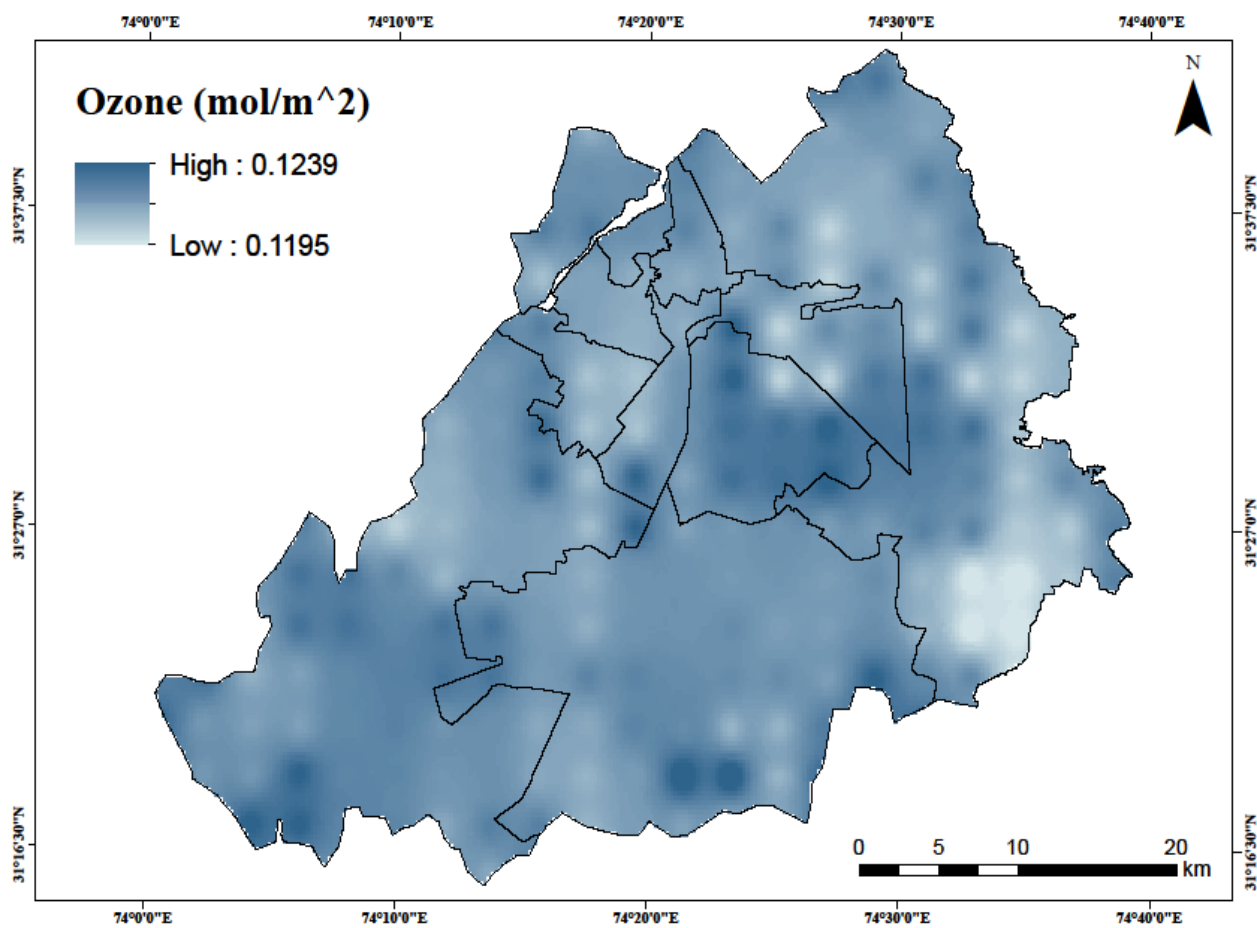 74°0'0"E 74°10'0"E 74°20'0"E 74°30'0"E 74°40'0"E
N
Ozone (mol/m^2)
High : 0.1239
Low : 0.1195
31°37'30"N 31°37'30"N
31°27'0"N 31°27'0"N
31°16'30"N 31°16'30"N
0 5 10 20
km
74°0'0"E 74°10'0"E 74°20'0"E 74°30'0"E 74°40'0"E